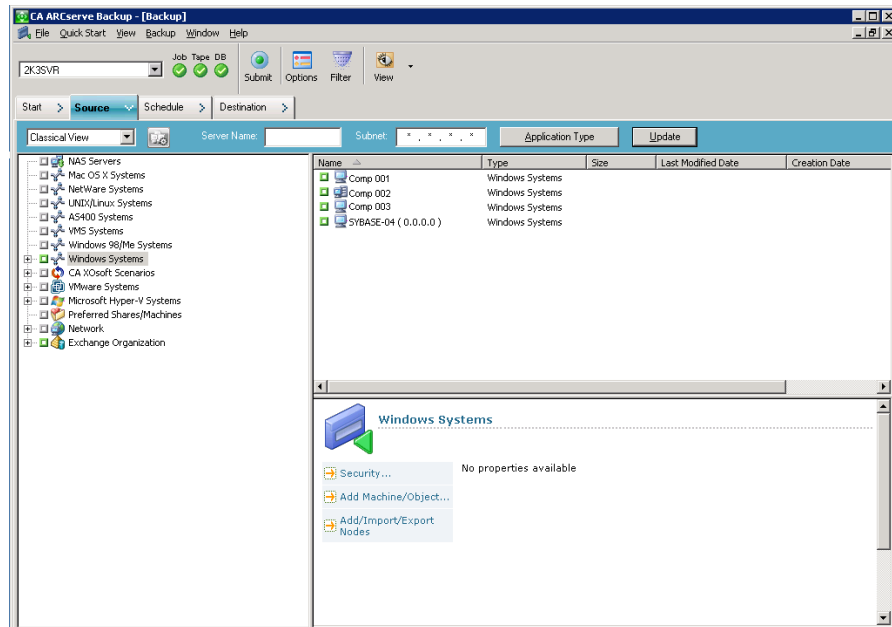 CA ARCserve Backup - [Backup]
File Quick Start View Backup Window Help
2K3SVR
Job Tape DB
Submit Options Filter View
Start > Source Schedule > Destination >
Classical View Server Name: Subnet: * . * . * . * Application Type Update
NAS Servers
Mac OS X Systems
NetWare Systems
UNIX/Linux Systems
AS400 Systems
VMS Systems
Windows 98/Me Systems
Windows Systems
CA XOsoft Scenarios
VMware Systems
Microsoft Hyper-V Systems
Preferred Shares/Machines
Network
Exchange Organization
Name Type Size Last Modified Date Creation Date
Comp 001 Windows Systems
Comp 002 Windows Systems
Comp 003 Windows Systems
SYBASE-04 ( 0.0.0.0 ) Windows Systems
Windows Systems
Security...
No properties available
Add Machine/Object...
Add/Import/Export
Nodes